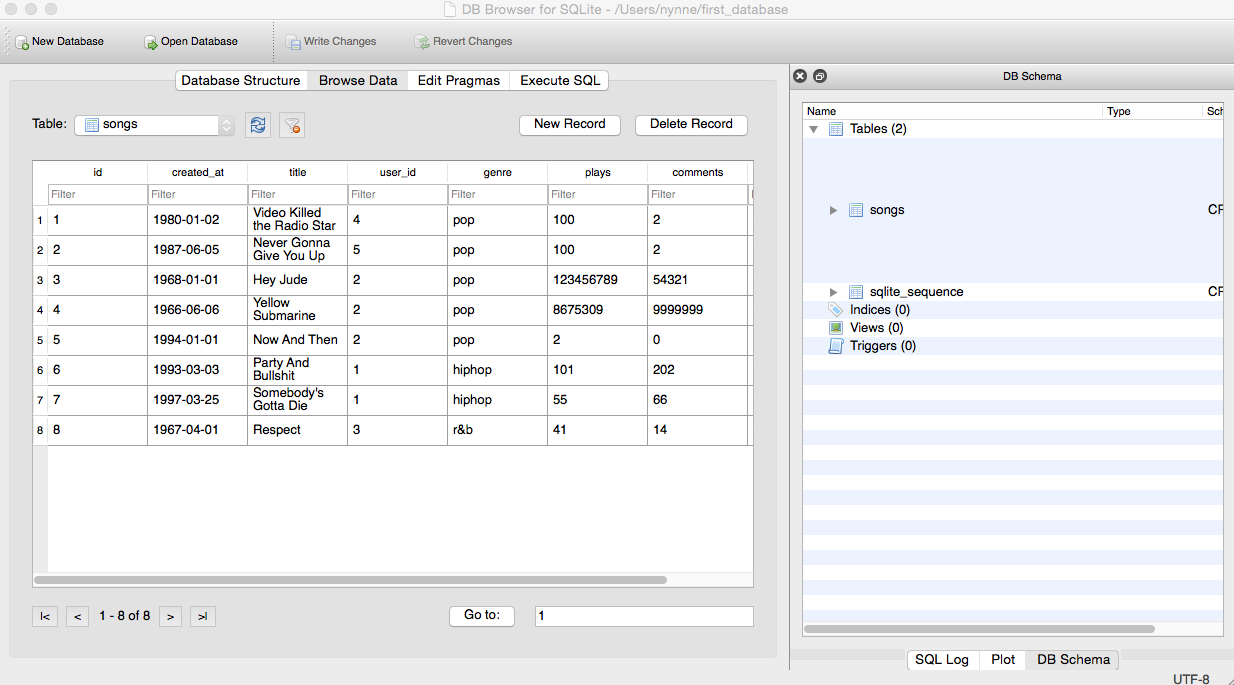 DB Browser for SQLite - /Users/nynne/first_database
New Database Open Database Write Changes Revert Changes
Database Structure Browse Data Edit Pragmas Execute SQL
Table: songs New Record Delete Record
id created_at title user_id genre plays comments
Filter Filter Filter Filter Filter Filter Filter
1 1 1980-01-02 Video Killed the Radio Star 4 pop 100 2
2 2 1987-06-05 Never Gonna Give You Up 5 pop 100 2
3 3 1968-01-01 Hey Jude 2 pop 123456789 54321
4 4 1966-06-06 Yellow Submarine 2 pop 8675309 9999999
5 5 1994-01-01 Now And Then 2 pop 2 0
6 6 1993-03-03 Party And Bullshit 1 hiphop 101 202
7 7 1997-03-25 Somebody's Gotta Die 1 hiphop 55 66
8 8 1967-04-01 Respect 3 r&b 41 14
|< < 1 - 8 of 8 > >| Go to: 1
DB Schema
Name Type Sch
Tables (2)
songs CF
sqlite_sequence CF
Indices (0)
Views (0)
Triggers (0)
SQL Log Plot DB Schema
UTF-8